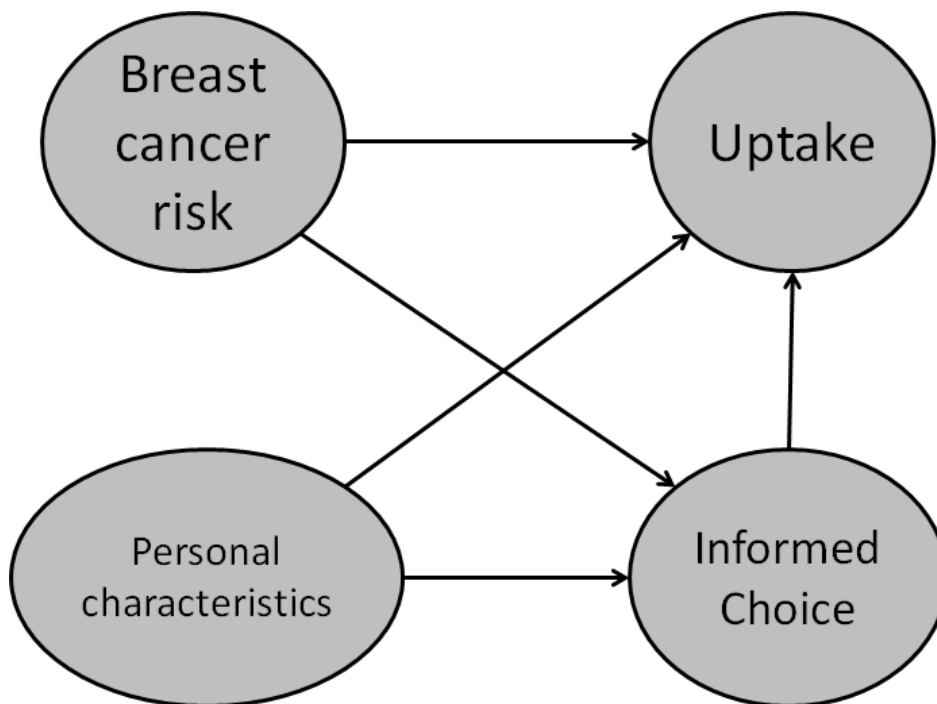 Breast
cancer
risk
Uptake
Personal
characteristics
Informed
Choice